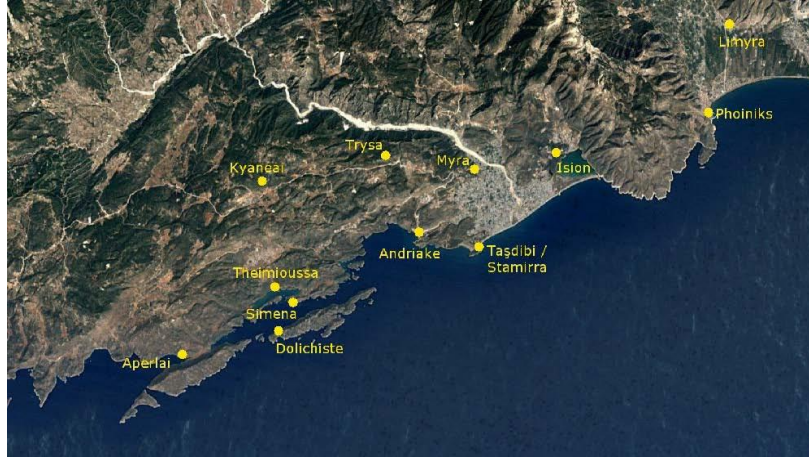 Limyra
Phoiniks
Trysa
Myra
Ision
Kyaneai
Andriake
Taşdibi /
Stamirra
Theimioussa
Simena
Dolichiste
Aperlai